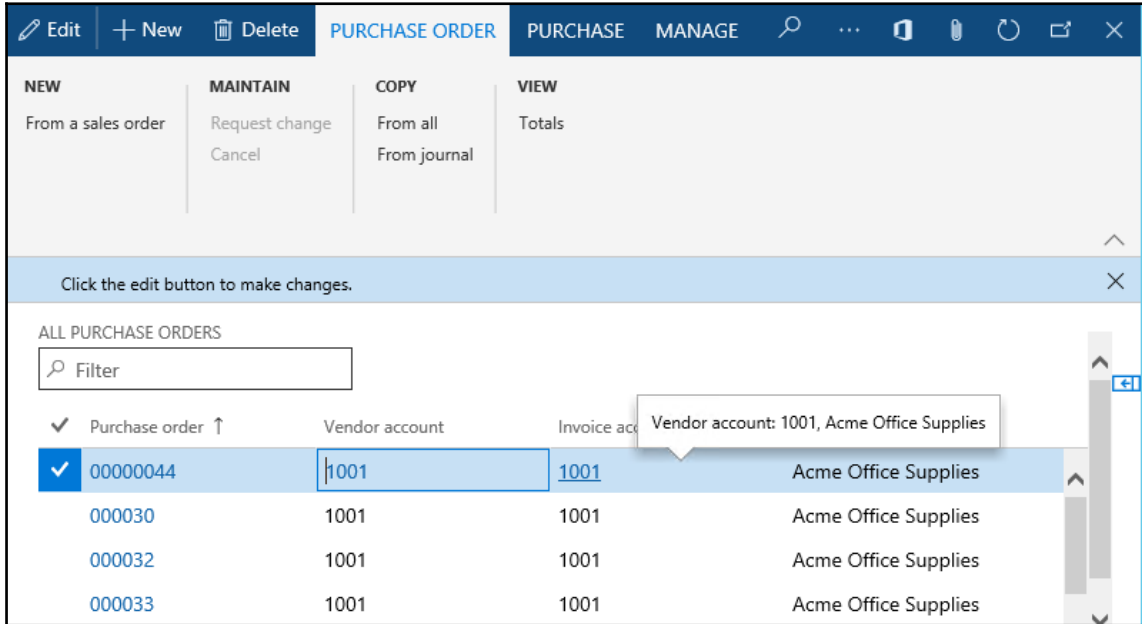 Edit New Delete PURCHASE ORDER PURCHASE MANAGE ...
NEW MAINTAIN COPY VIEW
From a sales order Request change From all Totals
Cancel From journal
Click the edit button to make changes.
ALL PURCHASE ORDERS
Filter
Vendor account: 1001, Acme Office Supplies
Purchase order ↑ Vendor account Invoice
00000044 1001 1001 Acme Office Supplies
000030 1001 1001 Acme Office Supplies
000032 1001 1001 Acme Office Supplies
000033 1001 1001 Acme Office Supplies